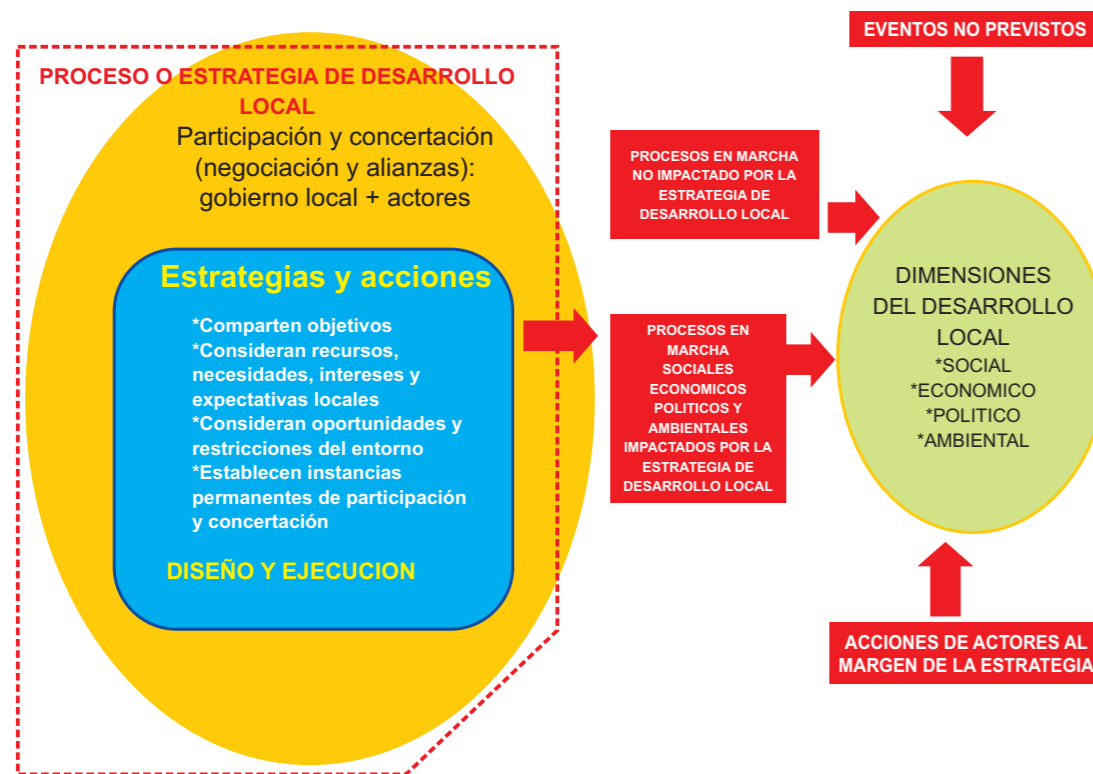 PROCESO O ESTRATEGIA DE DESARROLLO
LOCAL
Participación y concertación
(negociación y alianzas):
gobierno local + actores
Estrategias y acciones
*Comparten objetivos
*Consideran recursos,
necesidades, intereses y
expectativas locales
*Consideran oportunidades y
restricciones del entorno
*Establecen instancias
permanentes de participación
y concertación
DISEÑO Y EJECUCION
EVENTOS NO PREVISTOS
PROCESOS EN MARCHA
NO IMPACTADO POR LA
ESTRATEGIA DE
DESARROLLO LOCAL
PROCESOS EN
MARCHA
SOCIALES
ECONOMICOS
POLITICOS Y
AMBIENTALES
IMPACTADOS POR LA
ESTRATEGIA DE
DESARROLLO LOCAL
DIMENSIONES
DEL DESARROLLO
LOCAL
*SOCIAL
*ECONOMICO
*POLITICO
*AMBIENTAL
ACCIONES DE ACTORES AL
MARGEN DE LA ESTRATEGIA